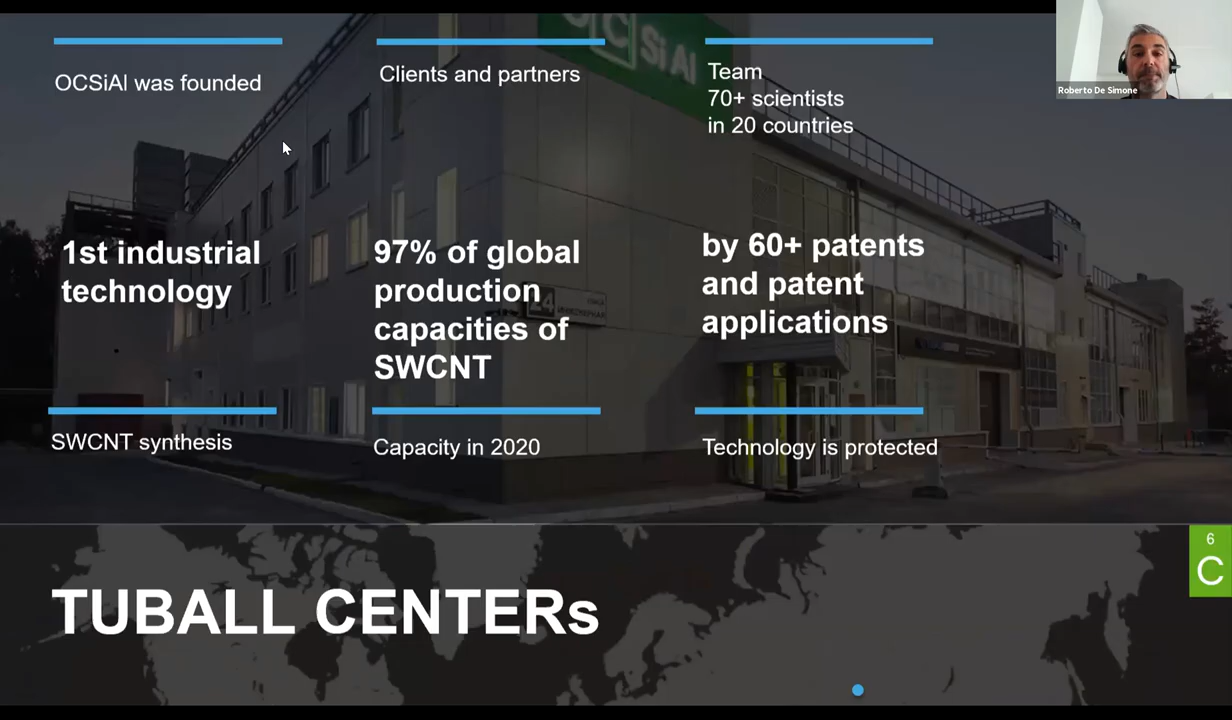 OCSiAl
OCSiAl was founded
Clients and partners
Team
70+ scientists
in 20 countries
Roberto De Simone
1st industrial
technology
97% of global
production
capacities of
SWCNT
by 60+ patents
and patent
applications
24
SWCNT synthesis
Capacity in 2020
Technology is protected
6
C
TUBALL CENTERs